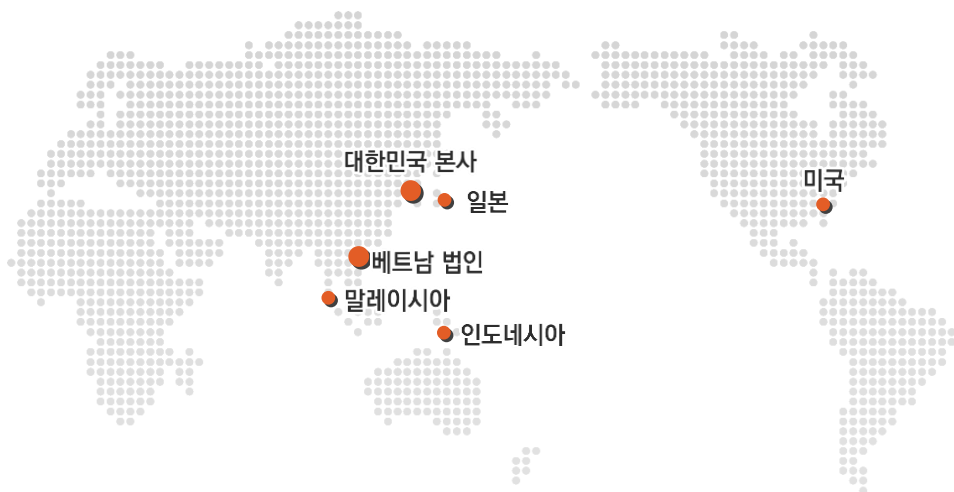 대한민국 본사
미국
일본
베트남 법인
말레이시아
인도네시아